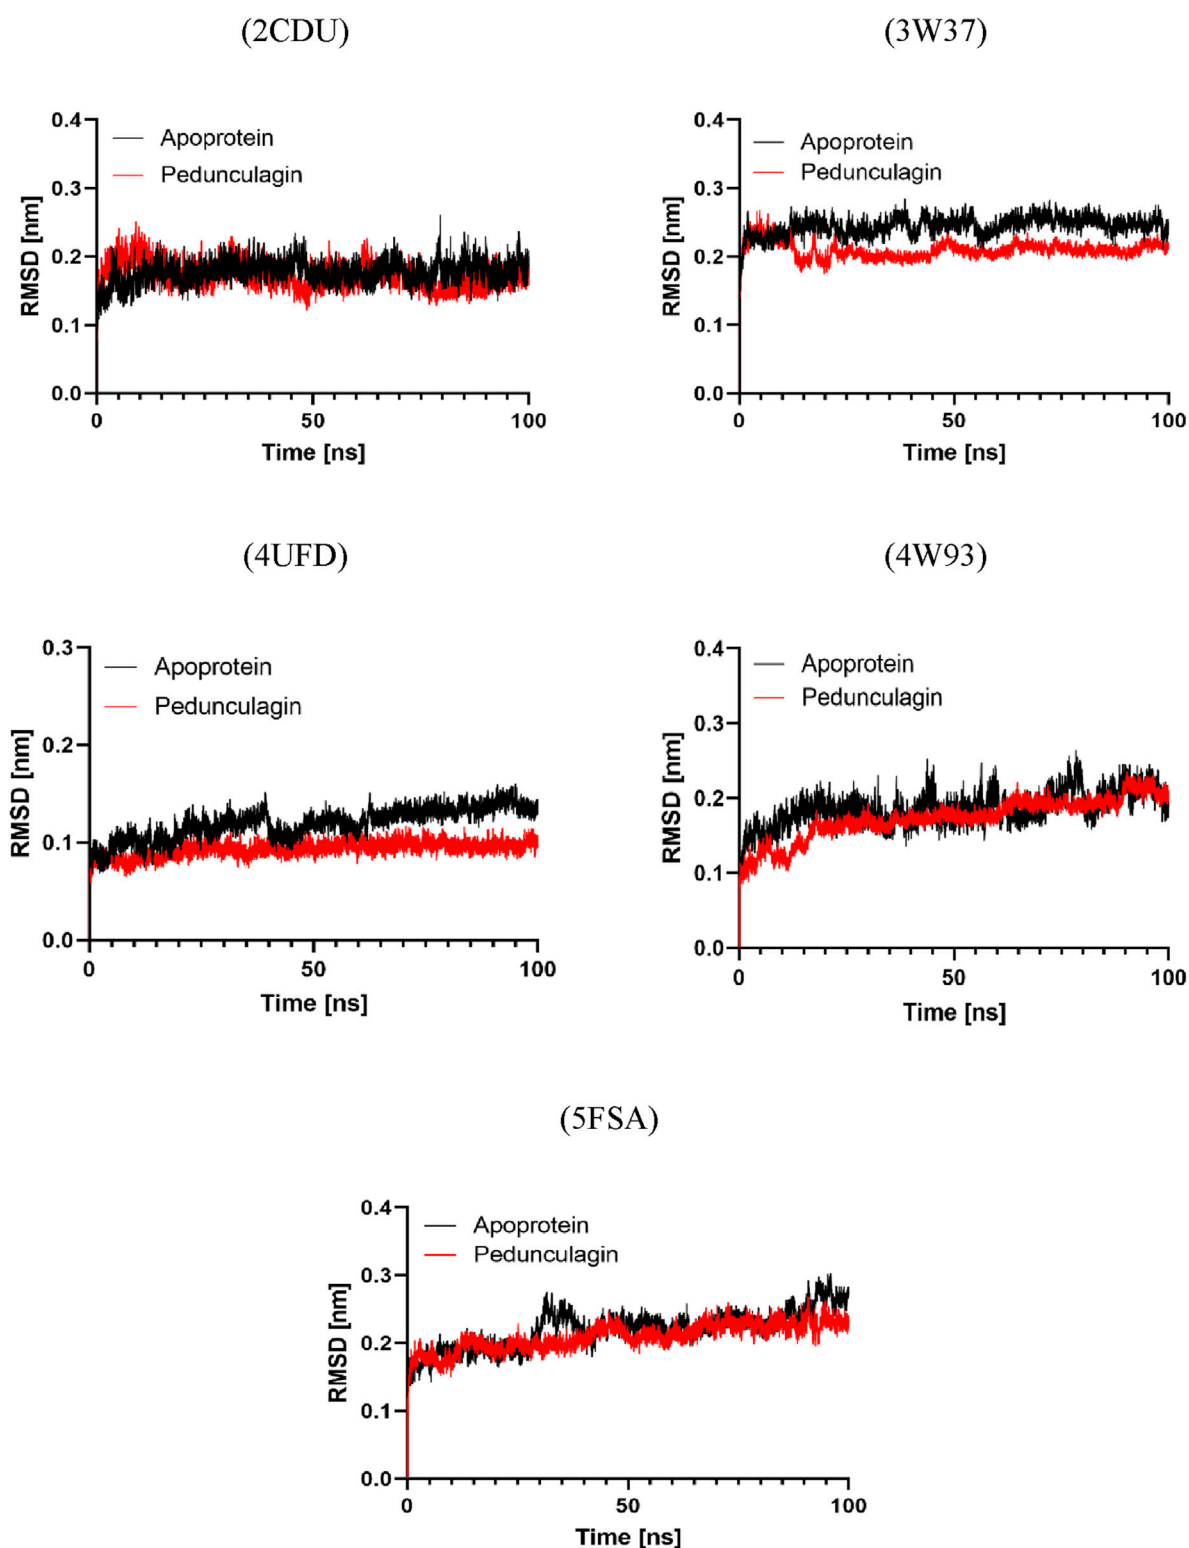 (2CDU)
0.4
Apoprotein
Pedunculagin
0.3
0.2
0.1
0.0
RMSD [nm]
0
50
100
Time [ns]
(3W37)
0.4
Apoprotein
Pedunculagin
0.3
0.2
0.1
0.0
RMSD [nm]
0
50
100
Time [ns]
(4UFD)
0.3
Apoprotein
Pedunculagin
0.2
0.1
0.0
RMSD [nm]
0
50
100
Time [ns]
(4W93)
0.4
Apoprotein
Pedunculagin
0.3
0.2
0.1
0.0
RMSD [nm]
0
50
100
Time [ns]
(5FSA)
0.4
Apoprotein
Pedunculagin
0.3
0.2
0.1
0.0
RMSD [nm]
0
50
100
Time [ns]